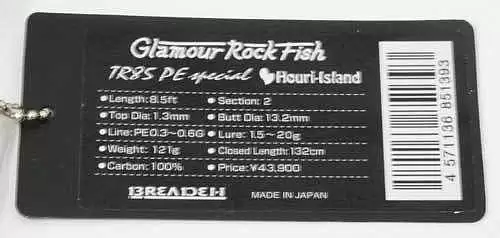 Glamour Rock Fish
TR85 PE special Houri-Island
●Length: 8.5ft ●Section: 2
●Top Dia: 1.3mm ●Butt Dia: 13.2mm
●Line: PE0.3~0.6G ●Lure: 1.5~20g
●Weight: 121g ●Closed Length: 132cm
●Carbon: 100% ●Price: ¥43,900
BREADEN MADE IN JAPAN
4 571136 851393